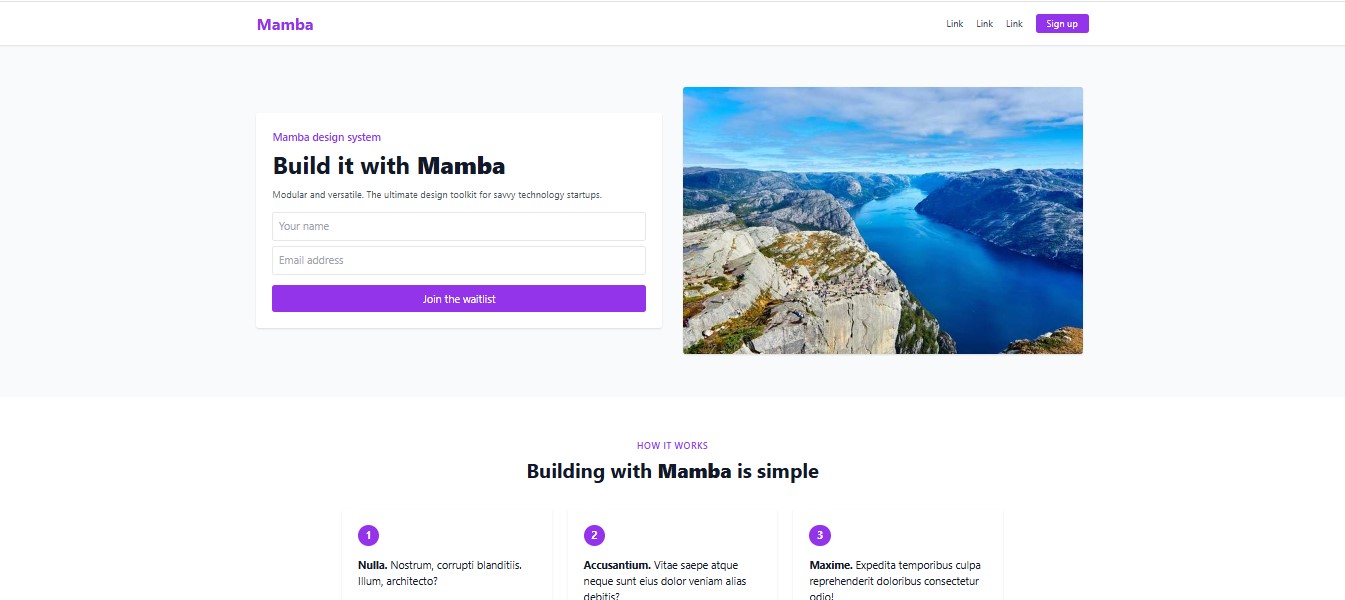 Mamba
Link Link Link Sign up
Mamba design system
Build it with Mamba
Modular and versatile. The ultimate design toolkit for savvy technology startups.
Your name
Email address
Join the waitlist
HOW IT WORKS
Building with Mamba is simple
1
Nulla. Nostrum, corrupti blanditiis.
Illum, architecto?
2
Accusantium. Vitae saepe atque
neque sunt eius dolor veniam alias
debitis?
3
Maxime. Expedita temporibus culpa
reprehenderit doloribus consectetur
odio!